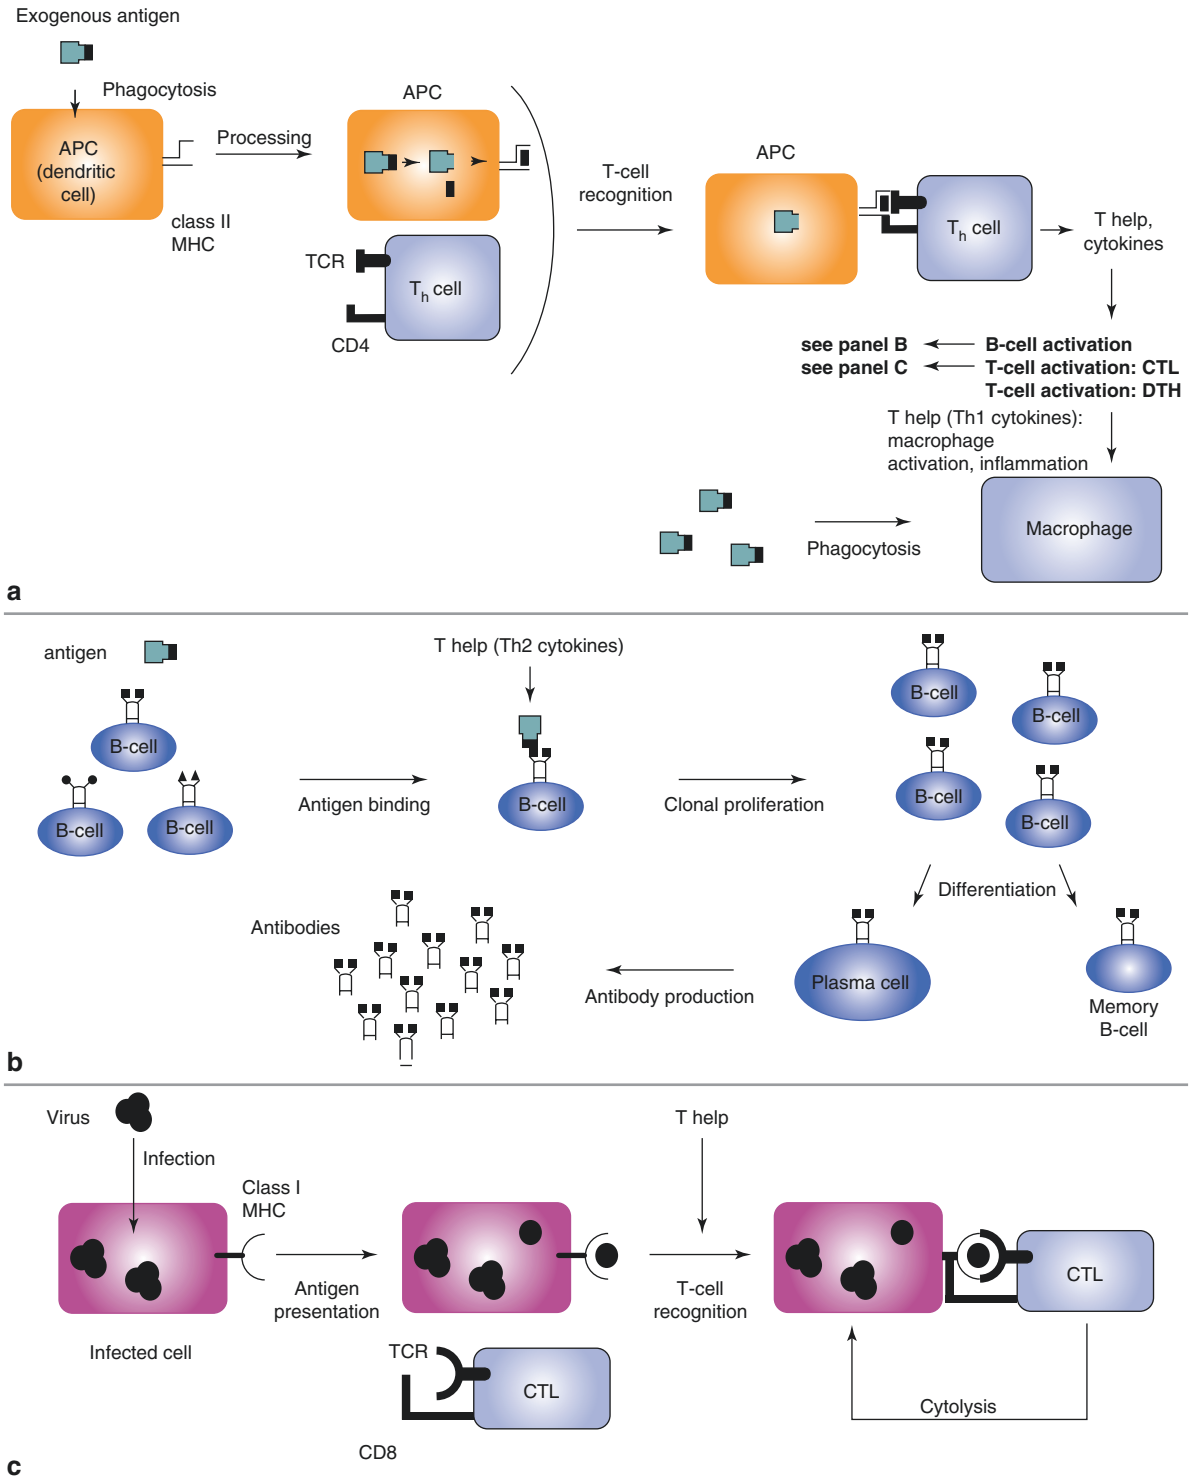 Exogenous antigen
Phagocytosis
APC
(dendritic
cell)
class II
MHC
Processing
APC
TCR
Th cell
CD4
T-cell
recognition
APC
Th cell
T help,
cytokines
see panel B
B-cell activation
see panel C
T-cell activation: CTL
T-cell activation: DTH
T help (Th1 cytokines):
macrophage
activation, inflammation
Phagocytosis
Macrophage
a
antigen
B-cell
B-cell
B-cell
Antigen binding
T help (Th2 cytokines)
B-cell
Clonal proliferation
B-cell
B-cell
B-cell
B-cell
Differentiation
Plasma cell
Memory
B-cell
Antibody production
Antibodies
b
Virus
Infection
Class I
MHC
Infected cell
Antigen
presentation
TCR
CTL
CD8
T help
T-cell
recognition
CTL
Cytolysis
c